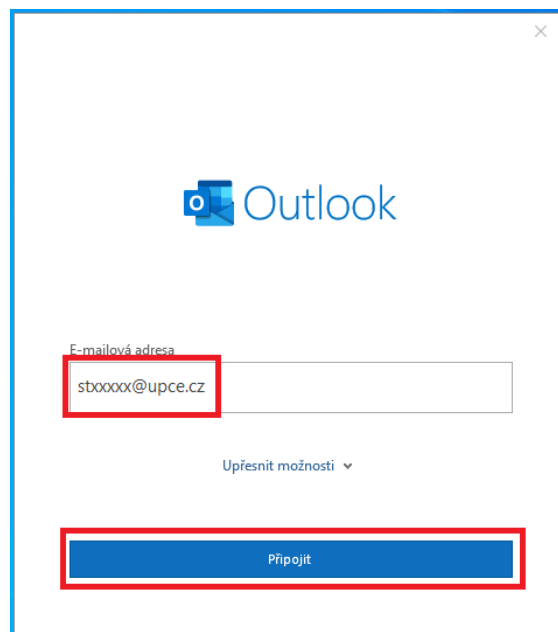 Outlook
E-mailová adresa
stxxxxx@upce.cz
Upřesnit možnosti
Připojit